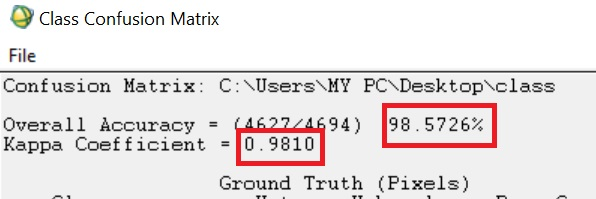 Class Confusion Matrix
File
Confusion Matrix: C:\Users\MY PC\Desktop\class
Overall Accuracy = (4627/4694) 98.5726%
Kappa Coefficient = 0.9810
Ground Truth (Pixels)